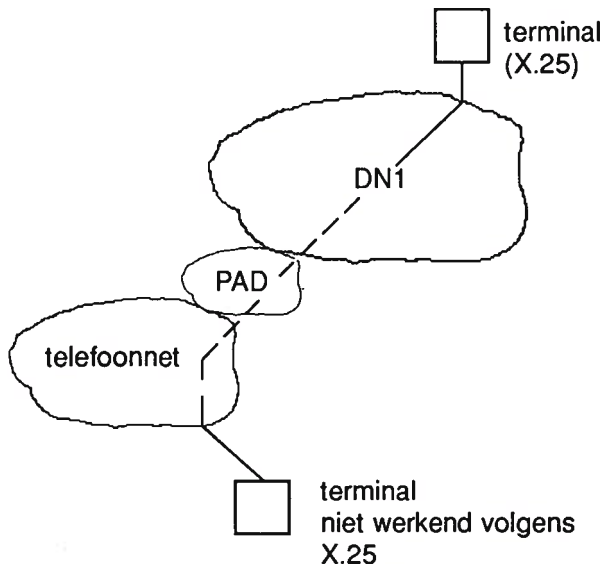 terminal
(X.25)
DN1
PAD
telefoonnet
terminal
niet werkend volgens
X.25